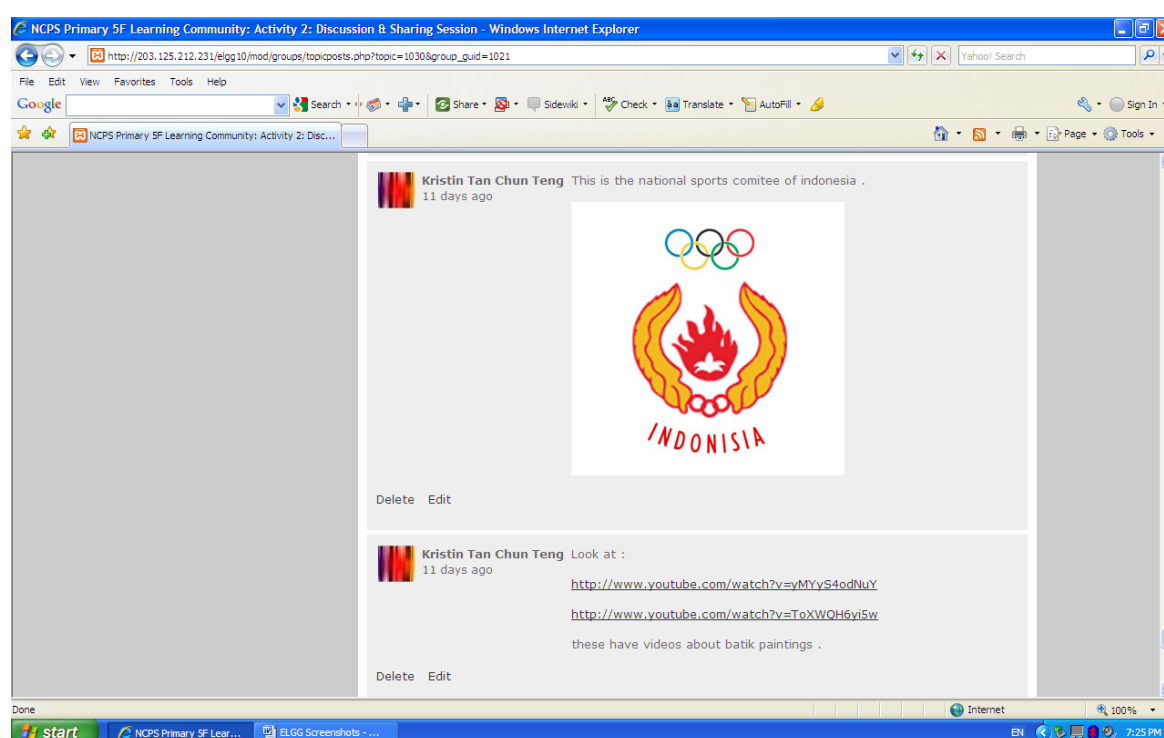 NCPS Primary 5F Learning Community: Activity 2: Discussion & Sharing Session - Windows Internet Explorer
http://203.125.212.231/elgg10/mod/groups/topicposts.php?topic=1030&group_guid=1021
Yahoo! Search
File Edit View Favorites Tools Help
Google Search Share Sidewiki Check Translate AutoFill Sign In
NCPS Primary 5F Learning Community: Activity 2: Disc... Page Tools
Kristin Tan Chun Teng This is the national sports comitee of indonesia .
11 days ago
INDONISIA
Delete Edit
Kristin Tan Chun Teng Look at :
11 days ago
http://www.youtube.com/watch?v=yMYyS4odNuY
http://www.youtube.com/watch?v=ToXWQH6yi5w
these have videos about batik paintings .
Delete Edit
Done Internet 100%
start NCPS Primary 5F Lear... ELGG Screenshots - ... EN 7:25 PM